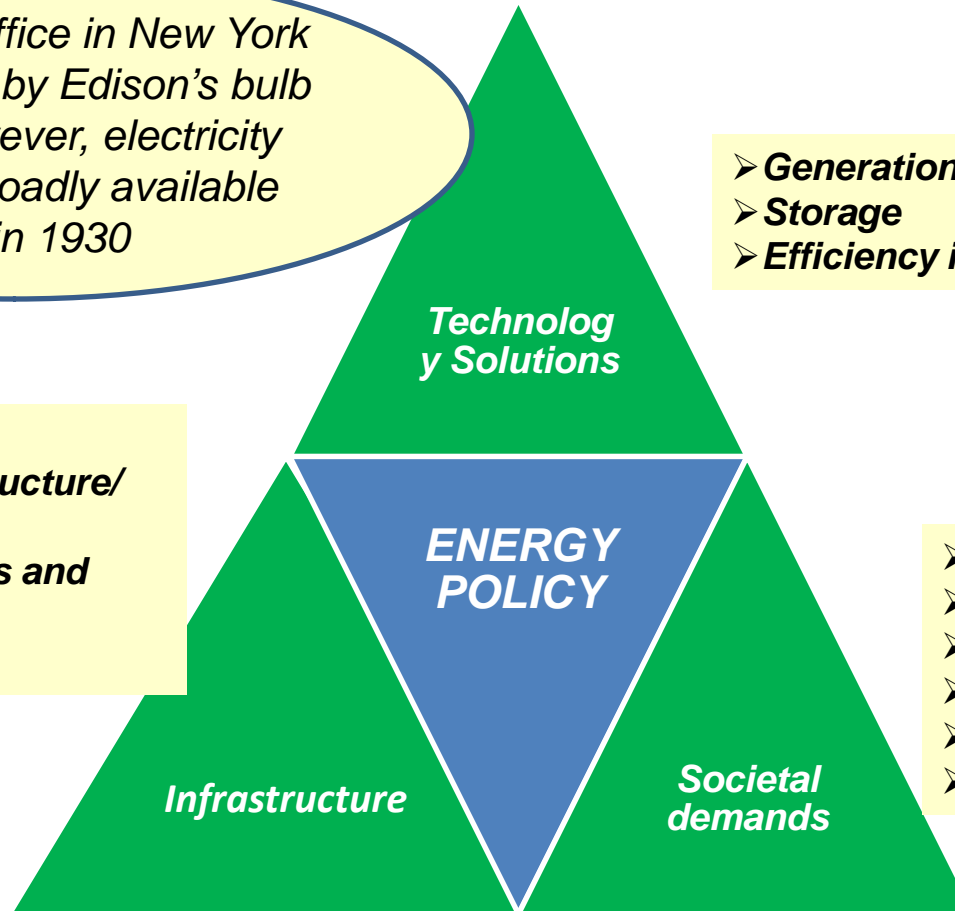 ffice in New York
by Edison's bulb
ever, electricity
oadly available
in 1930
➢Generation
➢Storage
➢Efficiency i
Technolog
y Solutions
ucture/
s and
ENERGY
POLICY
Infrastructure
Societal
demands